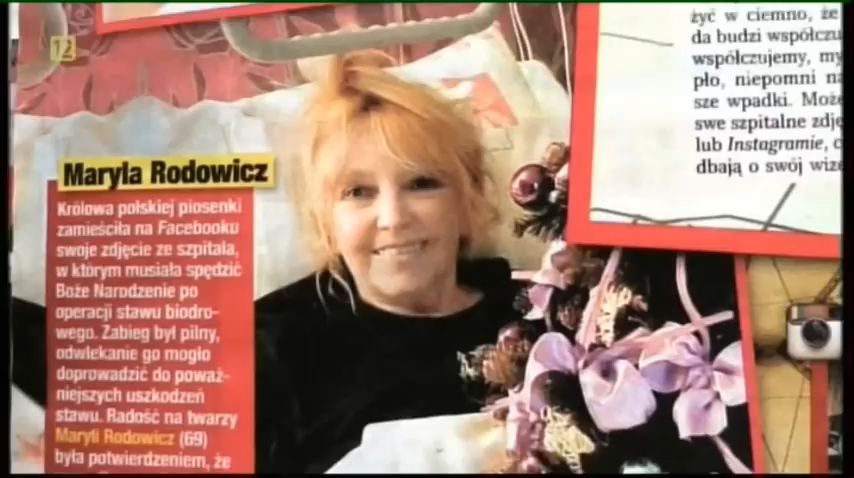 12
żyć w ciemno, że
da budzi współczu
współczujemy, my
pło, niepomni na
sze wpadki. Może
swe szpitalne zdję
lub Instagramie, c
dbają o swój wize
Maryla Rodowicz
Królowa polskiej piosenki
zamieściła na Facebooku
swoje zdjęcie ze szpitala,
w którym musiała spędzić
Boże Narodzenie po
operacji stawu biodro-
wego. Zabieg był pilny,
odwlekanie go mogło
doprowadzić do poważ-
niejszych uszkodzeń
stawu. Radość na twarzy
Maryli Rodowicz (69)
była potwierdzeniem, że